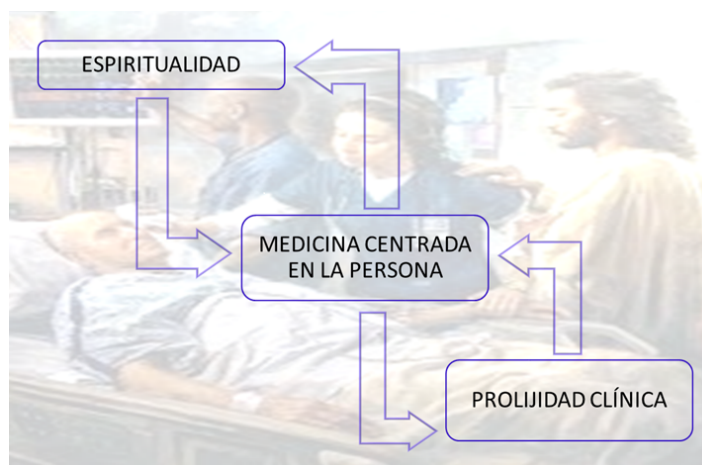 ESPIRITUALIDAD
MEDICINA CENTRADA
EN LA PERSONA
PROLIJIDAD CLÍNICA